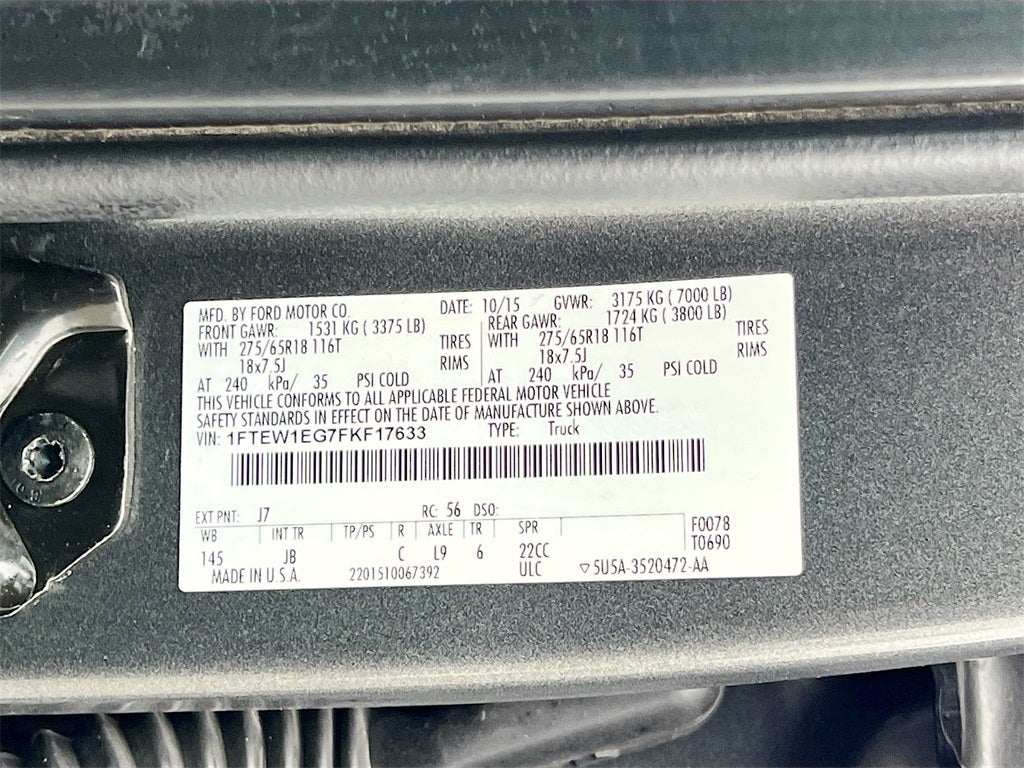 MFD. BY FORD MOTOR CO. DATE: 10/15 GVWR: 3175 KG ( 7000 LB)
FRONT GAWR: 1531 KG ( 3375 LB) REAR GAWR: 1724 KG ( 3800 LB)
WITH 275/65R18 116T TIRES WITH 275/65R18 116T TIRES
18x7.5J RIMS 18x7.5J RIMS
AT 240 kPa/ 35 PSI COLD AT 240 kPa/ 35 PSI COLD
THIS VEHICLE CONFORMS TO ALL APPLICABLE FEDERAL MOTOR VEHICLE
SAFETY STANDARDS IN EFFECT ON THE DATE OF MANUFACTURE SHOWN ABOVE.
VIN: 1FTEW1EG7FKF17633 TYPE: Truck
EXT PNT: J7 RC: 56 DSO:
WB INT TR TP/PS R AXLE TR SPR F0078
145 JB C L9 6 22CC T0690
MADE IN U.S.A. 2201510067392 ULC ▽5U5A-3520472-AA